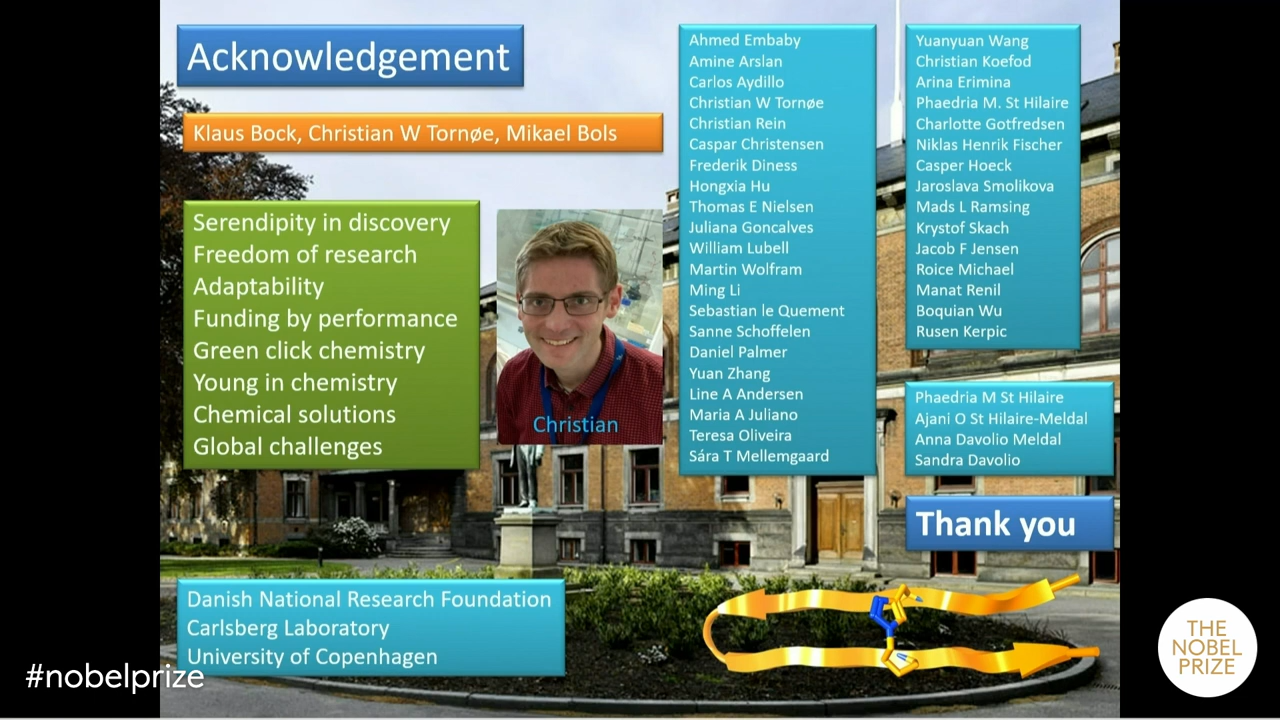 Acknowledgement
Klaus Bock, Christian W Tornøe, Mikael Bols
Serendipity in discovery
Freedom of research
Adaptability
Funding by performance
Green click chemistry
Young in chemistry
Chemical solutions
Global challenges
Christian
Ahmed Embaby
Amine Arslan
Carlos Aydillo
Christian W Tornøe
Christian Rein
Caspar Christensen
Frederik Diness
Hongxia Hu
Thomas E Nielsen
Juliana Goncalves
William Lubell
Martin Wolfram
Ming Li
Sebastian le Quement
Sanne Schoffelen
Daniel Palmer
Yuan Zhang
Line A Andersen
Maria A Juliano
Teresa Oliveira
Sára T Mellemgaard
Yuanyuan Wang
Christian Koefod
Arina Erimina
Phaedria M. St Hilaire
Charlotte Gotfredsen
Niklas Henrik Fischer
Casper Hoeck
Jaroslava Smolikova
Mads L Ramsing
Krystof Skach
Jacob F Jensen
Roice Michael
Manat Renil
Boquian Wu
Rusen Kerpic
Phaedria M St Hilaire
Ajani O St Hilaire-Meldal
Anna Davolio Meldal
Sandra Davolio
Thank you
Danish National Research Foundation
Carlsberg Laboratory
University of Copenhagen
#nobelprize
THE
NOBEL
PRIZE